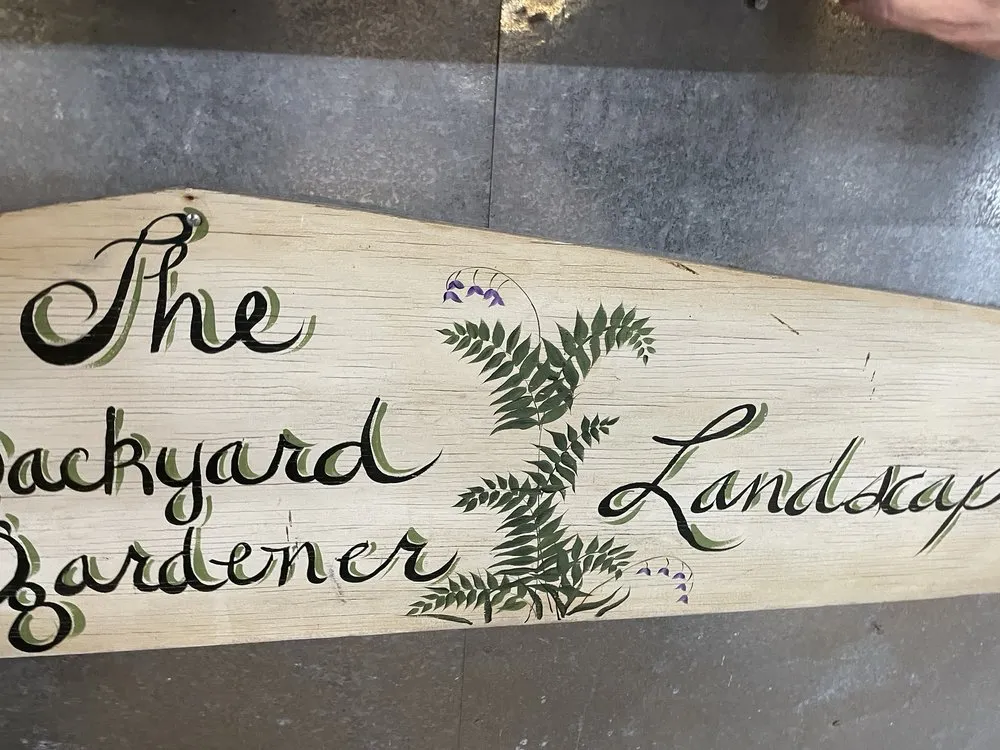 The
Backyard
Gardener
Landscap